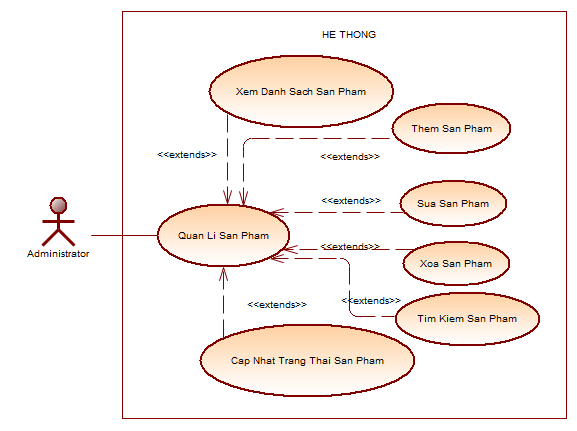 HE THONG
Xem Danh Sach San Pham
Them San Pham
<<extends>>
<<extends>>
<<extends>>
Sua San Pham
Quan Li San Pham
Administrator
<<extends>>
Xoa San Pham
<<extends>>
<<extends>>
Tim Kiem San Pham
Cap Nhat Trang Thai San Pham